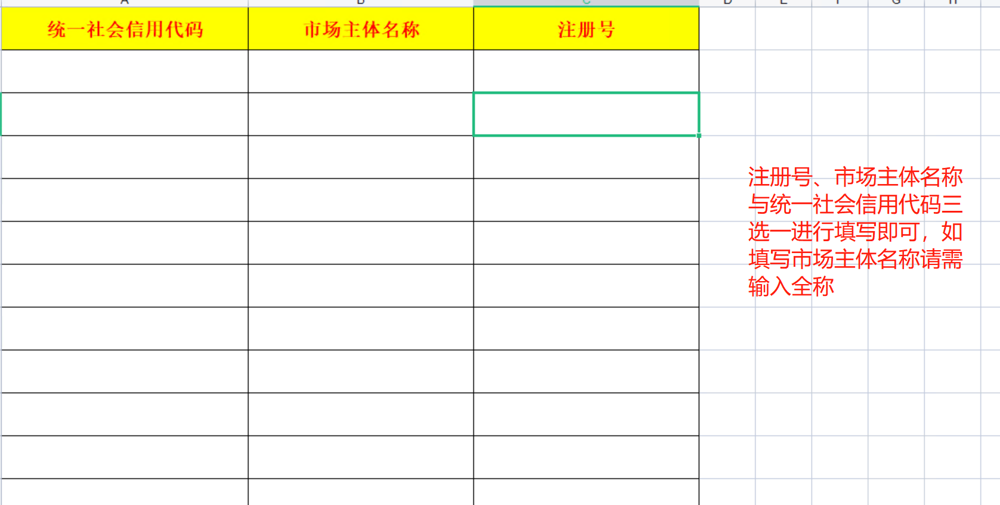 A B C D E F G H
统一社会信用代码 市场主体名称 注册号
注册号、市场主体名称
与统一社会信用代码三
选一进行填写即可，如
填写市场主体名称请需
输入全称